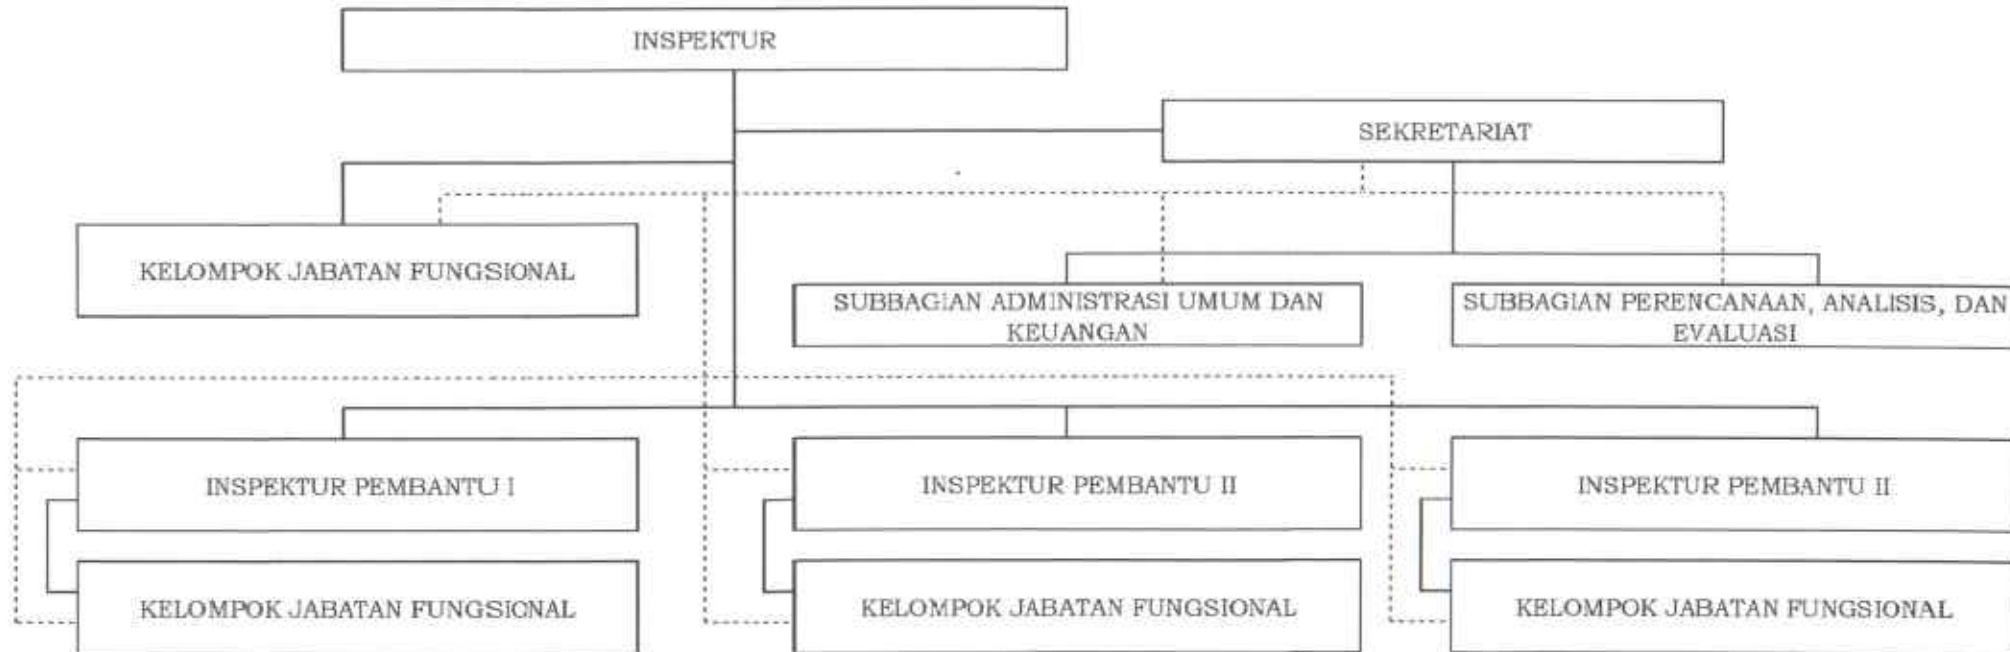 INSPEKTUR
SEKRETARIAT
KELOMPOK JABATAN FUNGSIONAL
SUBBAGIAN ADMINISTRASI UMUM DAN
KEUANGAN
SUBBAGIAN PERENCANAAN, ANALISIS, DAN
EVALUASI
INSPEKTUR PEMBANTU I
INSPEKTUR PEMBANTU II
INSPEKTUR PEMBANTU II
KELOMPOK JABATAN FUNGSIONAL
KELOMPOK JABATAN FUNGSIONAL
KELOMPOK JABATAN FUNGSIONAL